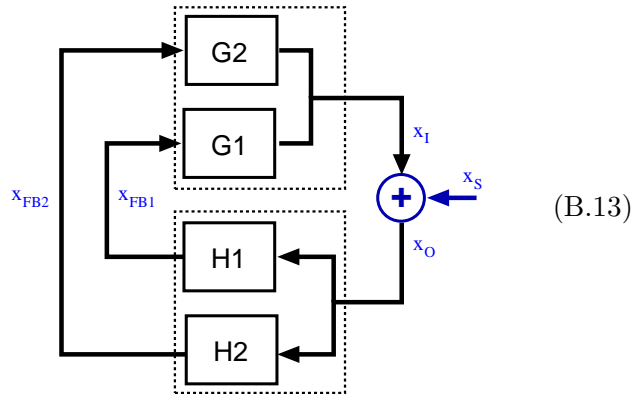 G2
G1
x_I
x_FB2
x_FB1
+
x_S
(B.13)
x_O
H1
H2